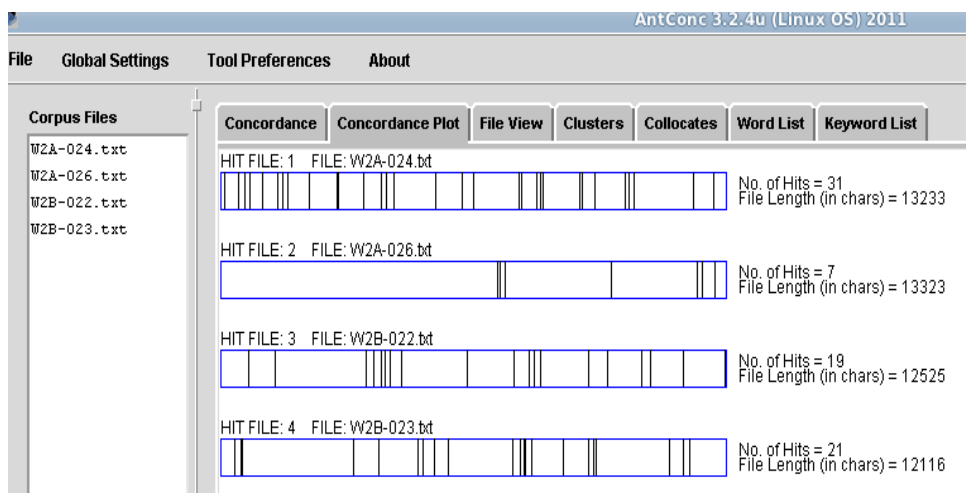 AntConc 3.2.4u (Linux OS) 2011
File Global Settings Tool Preferences About
Corpus Files
W2A-024.txt
W2A-026.txt
W2B-022.txt
W2B-023.txt
Concordance Concordance Plot File View Clusters Collocates Word List Keyword List
HIT FILE: 1 FILE: W2A-024.txt
No. of Hits = 31
File Length (in chars) = 13233
HIT FILE: 2 FILE: W2A-026.txt
No. of Hits = 7
File Length (in chars) = 13323
HIT FILE: 3 FILE: W2B-022.txt
No. of Hits = 19
File Length (in chars) = 12525
HIT FILE: 4 FILE: W2B-023.txt
No. of Hits = 21
File Length (in chars) = 12116